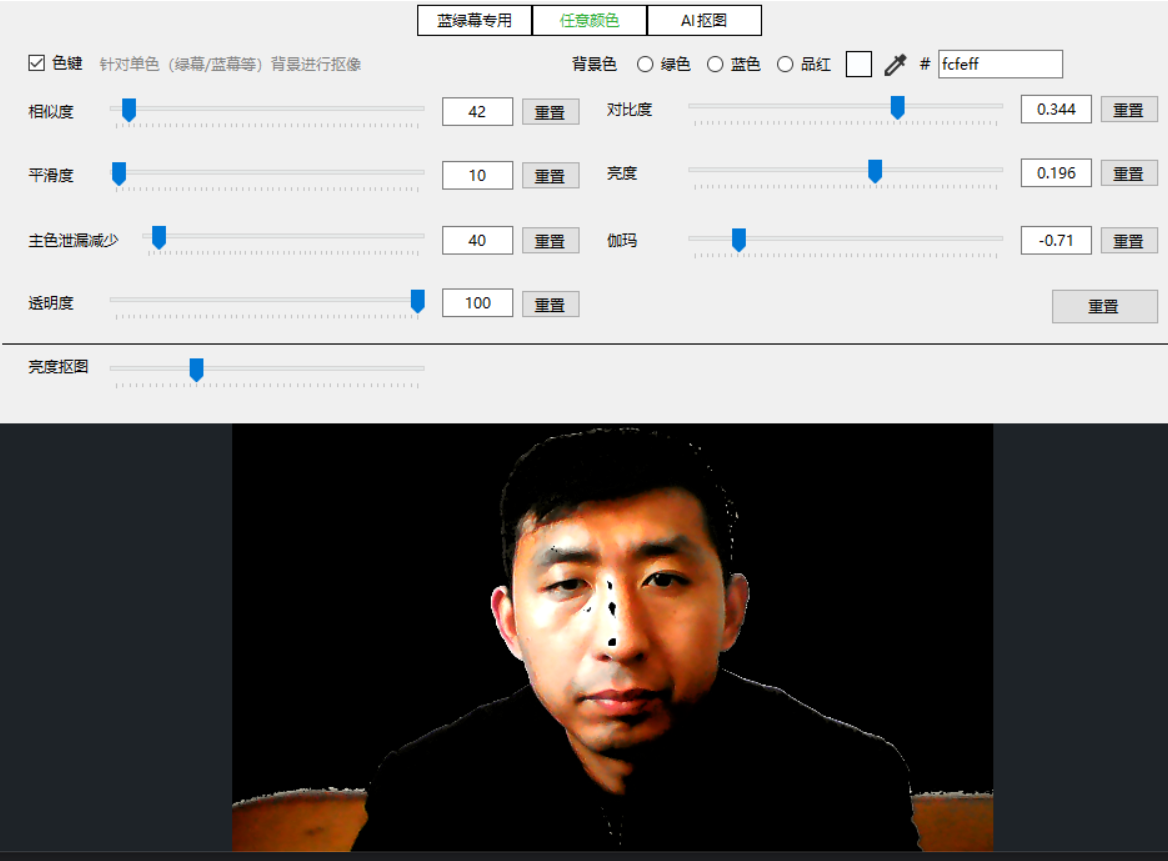 蓝绿幕专用 任意颜色 AI抠图
色键 针对单色（绿幕/蓝幕等）背景进行抠像 背景色 绿色 蓝色 品红 # fcfeff
相似度 42 重置 对比度 0.344 重置
平滑度 10 重置 亮度 0.196 重置
主色泄漏减少 40 重置 伽玛 -0.71 重置
透明度 100 重置 重置
亮度抠图